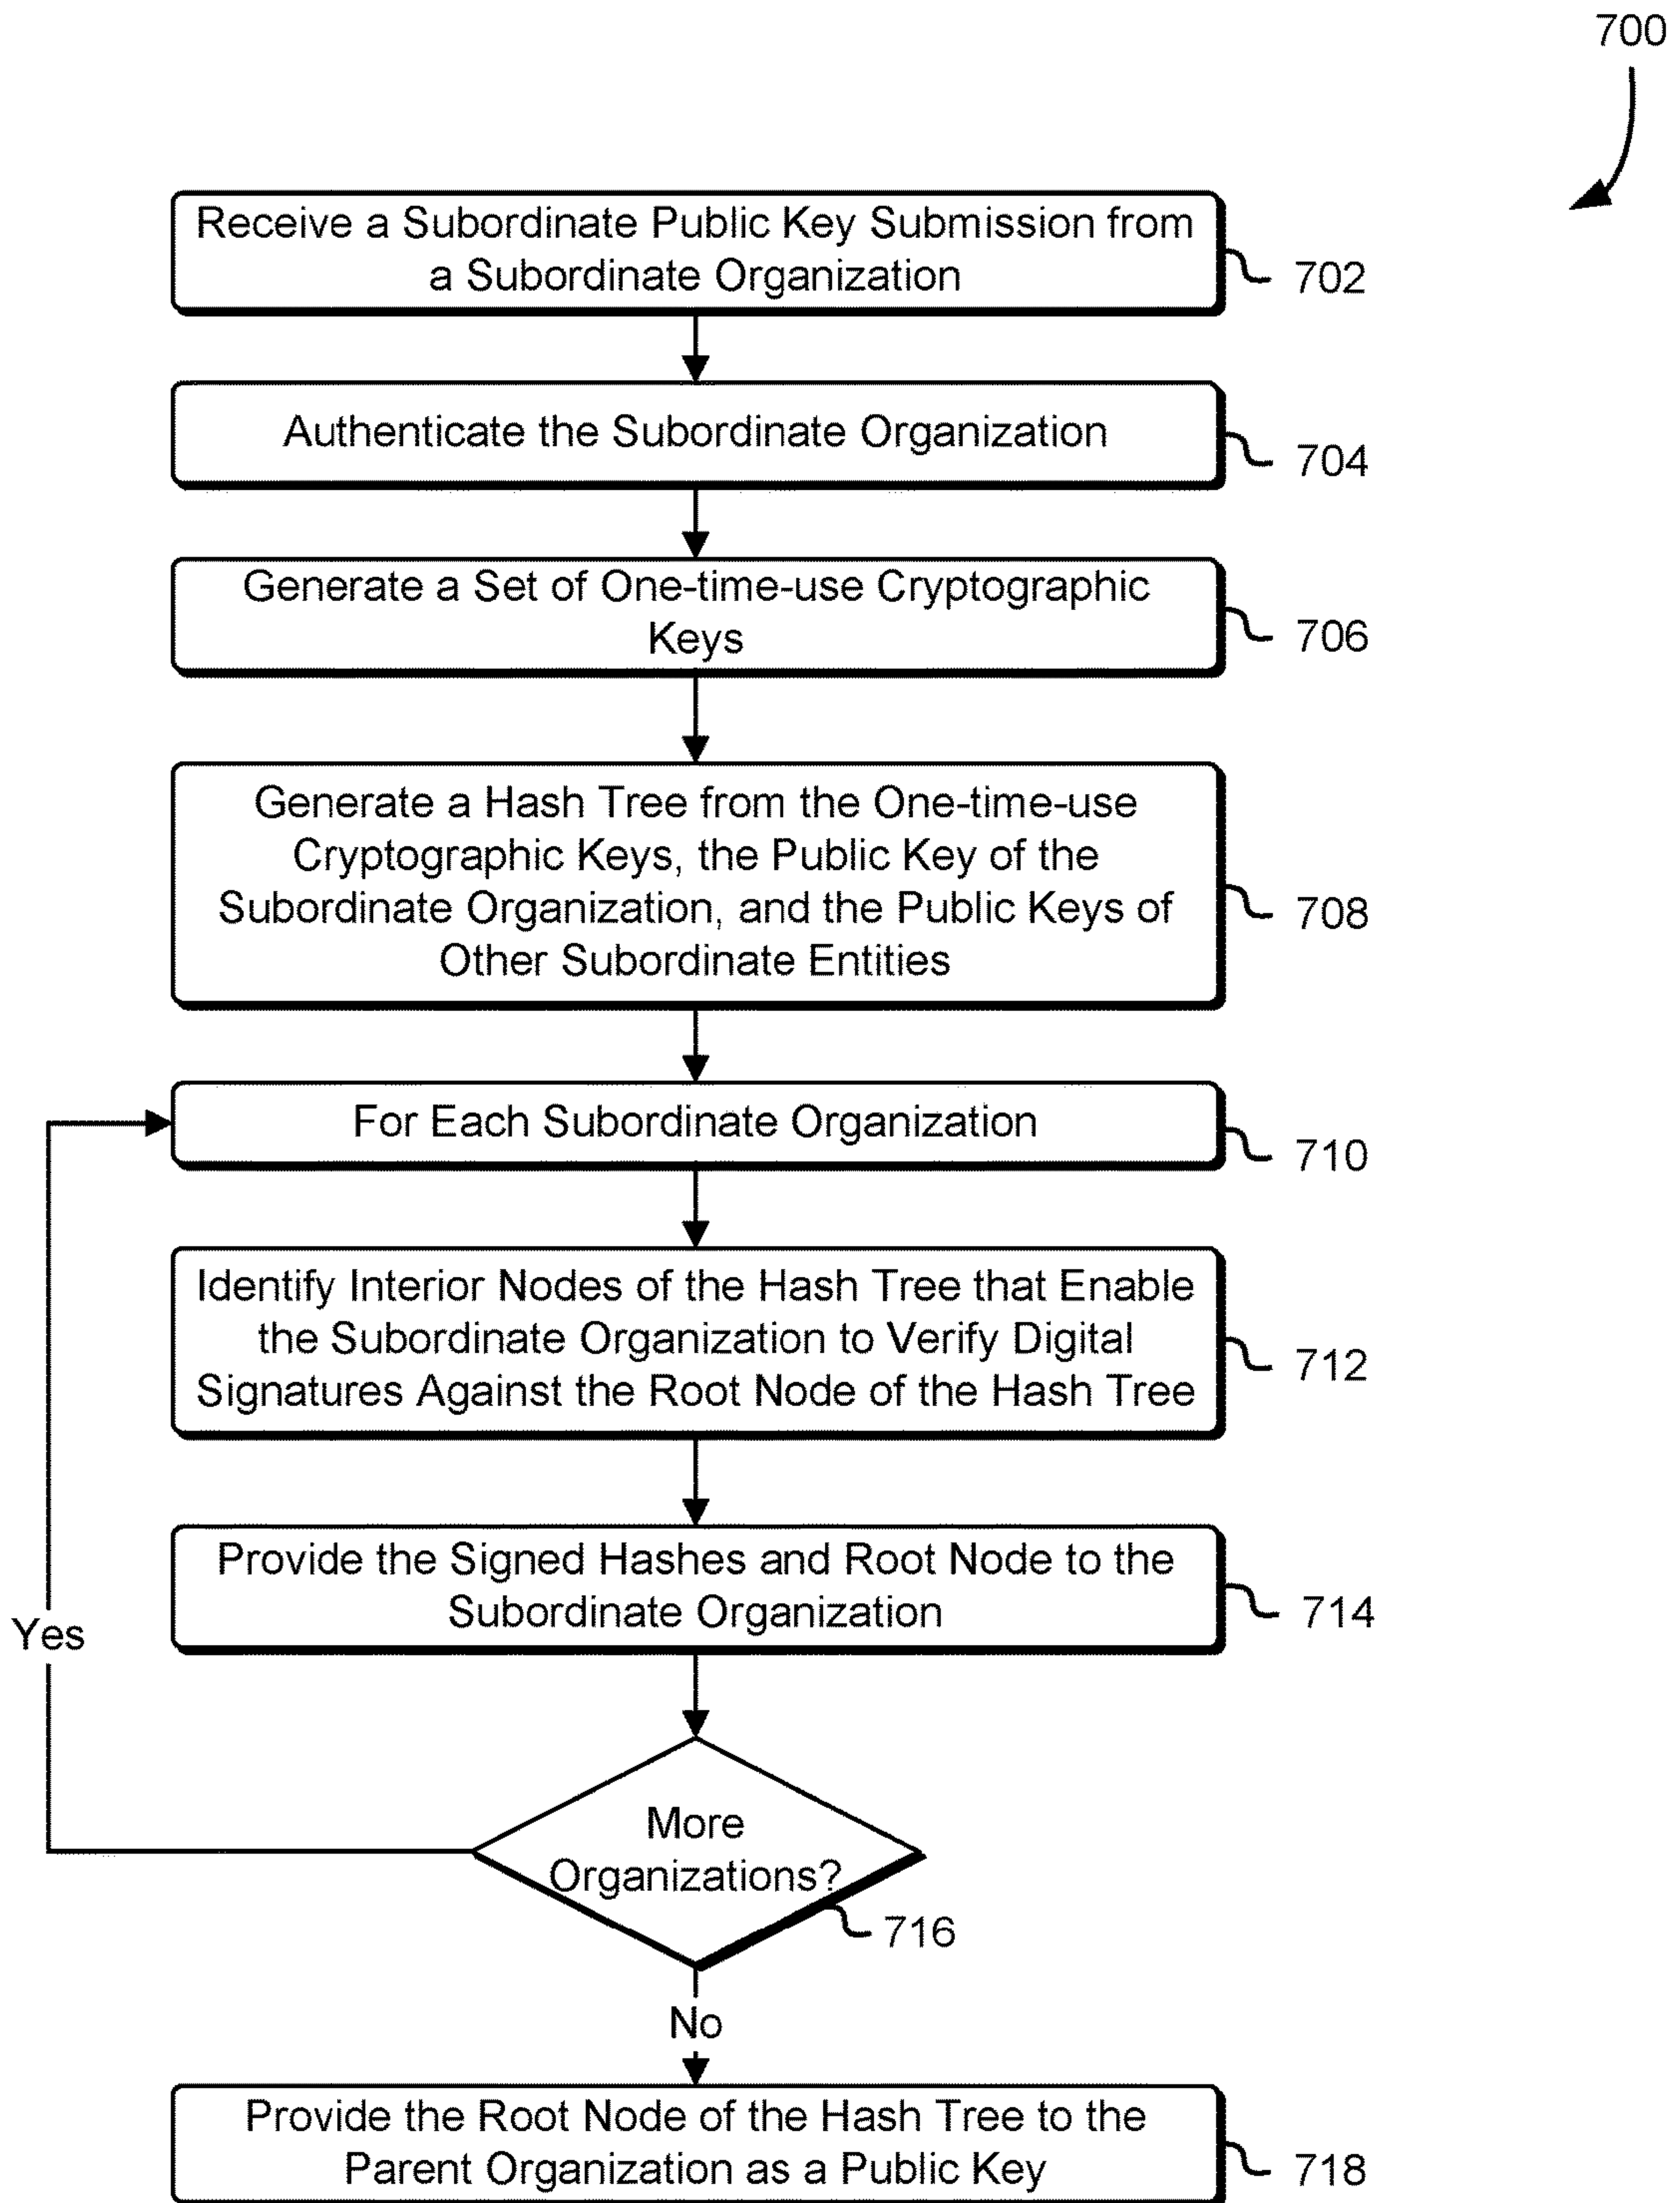 700
Receive a Subordinate Public Key Submission from
a Subordinate Organization
702
Authenticate the Subordinate Organization
704
Generate a Set of One-time-use Cryptographic
Keys
706
Generate a Hash Tree from the One-time-use
Cryptographic Keys, the Public Key of the
Subordinate Organization, and the Public Keys of
Other Subordinate Entities
708
For Each Subordinate Organization
710
Identify Interior Nodes of the Hash Tree that Enable
the Subordinate Organization to Verify Digital
Signatures Against the Root Node of the Hash Tree
712
Provide the Signed Hashes and Root Node to the
Subordinate Organization
714
Yes
More
Organizations?
716
No
Provide the Root Node of the Hash Tree to the
Parent Organization as a Public Key
718